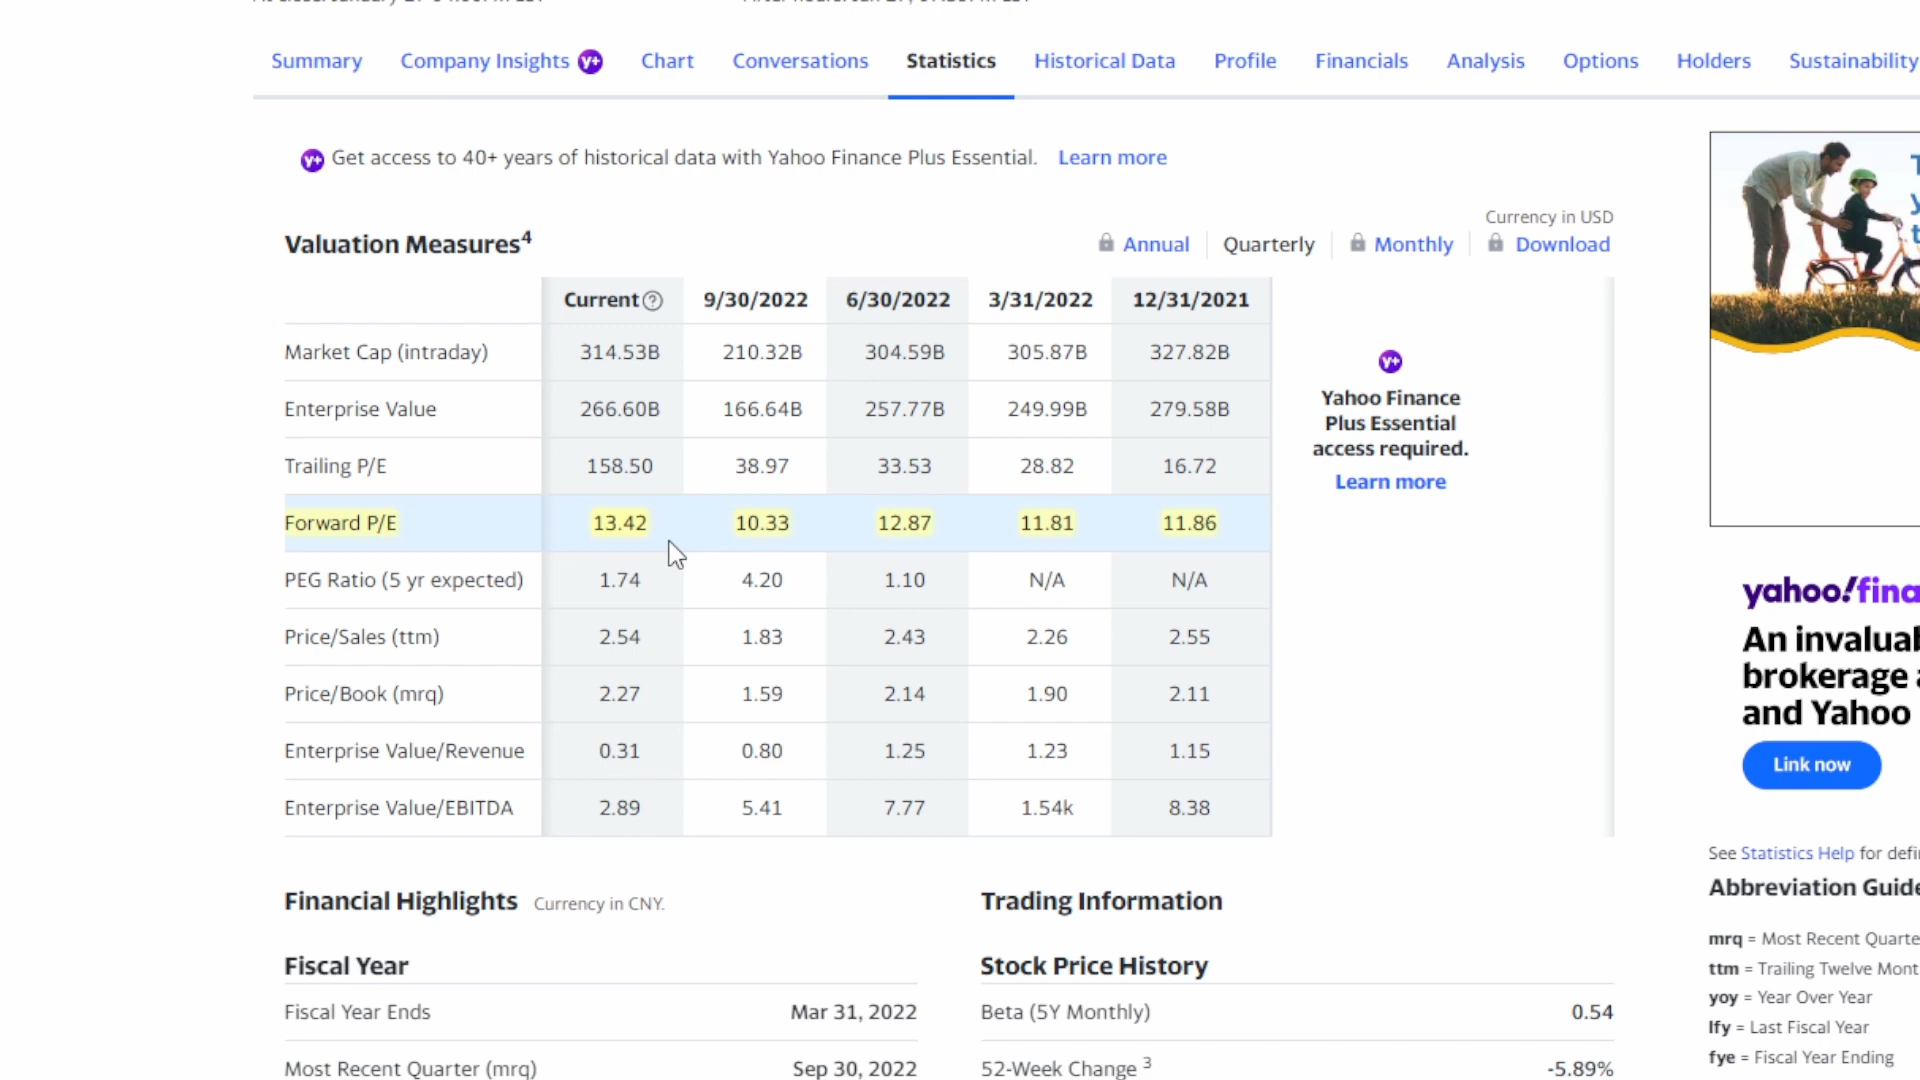 Summary Company Insights y+ Chart Conversations Statistics Historical Data Profile Financials Analysis Options Holders Sustainability
y+ Get access to 40+ years of historical data with Yahoo Finance Plus Essential. Learn more
Currency in USD
Valuation Measures4 Annual Quarterly Monthly Download
Current 9/30/2022 6/30/2022 3/31/2022 12/31/2021
Market Cap (intraday) 314.53B 210.32B 304.59B 305.87B 327.82B
Enterprise Value 266.60B 166.64B 257.77B 249.99B 279.58B
Trailing P/E 158.50 38.97 33.53 28.82 16.72
Forward P/E 13.42 10.33 12.87 11.81 11.86
PEG Ratio (5 yr expected) 1.74 4.20 1.10 N/A N/A
Price/Sales (ttm) 2.54 1.83 2.43 2.26 2.55
Price/Book (mrq) 2.27 1.59 2.14 1.90 2.11
Enterprise Value/Revenue 0.31 0.80 1.25 1.23 1.15
Enterprise Value/EBITDA 2.89 5.41 7.77 1.54k 8.38
y+
Yahoo Finance
Plus Essential
access required.
Learn more
Financial Highlights Currency in CNY.
Fiscal Year
Fiscal Year Ends Mar 31, 2022
Most Recent Quarter (mrq) Sep 30, 2022
Trading Information
Stock Price History
Beta (5Y Monthly) 0.54
52-Week Change 3 -5.89%
yahoo!fina
An invaluab
brokerage a
and Yahoo
Link now
See Statistics Help for defi
Abbreviation Guide
mrq = Most Recent Quarte
ttm = Trailing Twelve Mont
yoy = Year Over Year
lfy = Last Fiscal Year
fye = Fiscal Year Ending